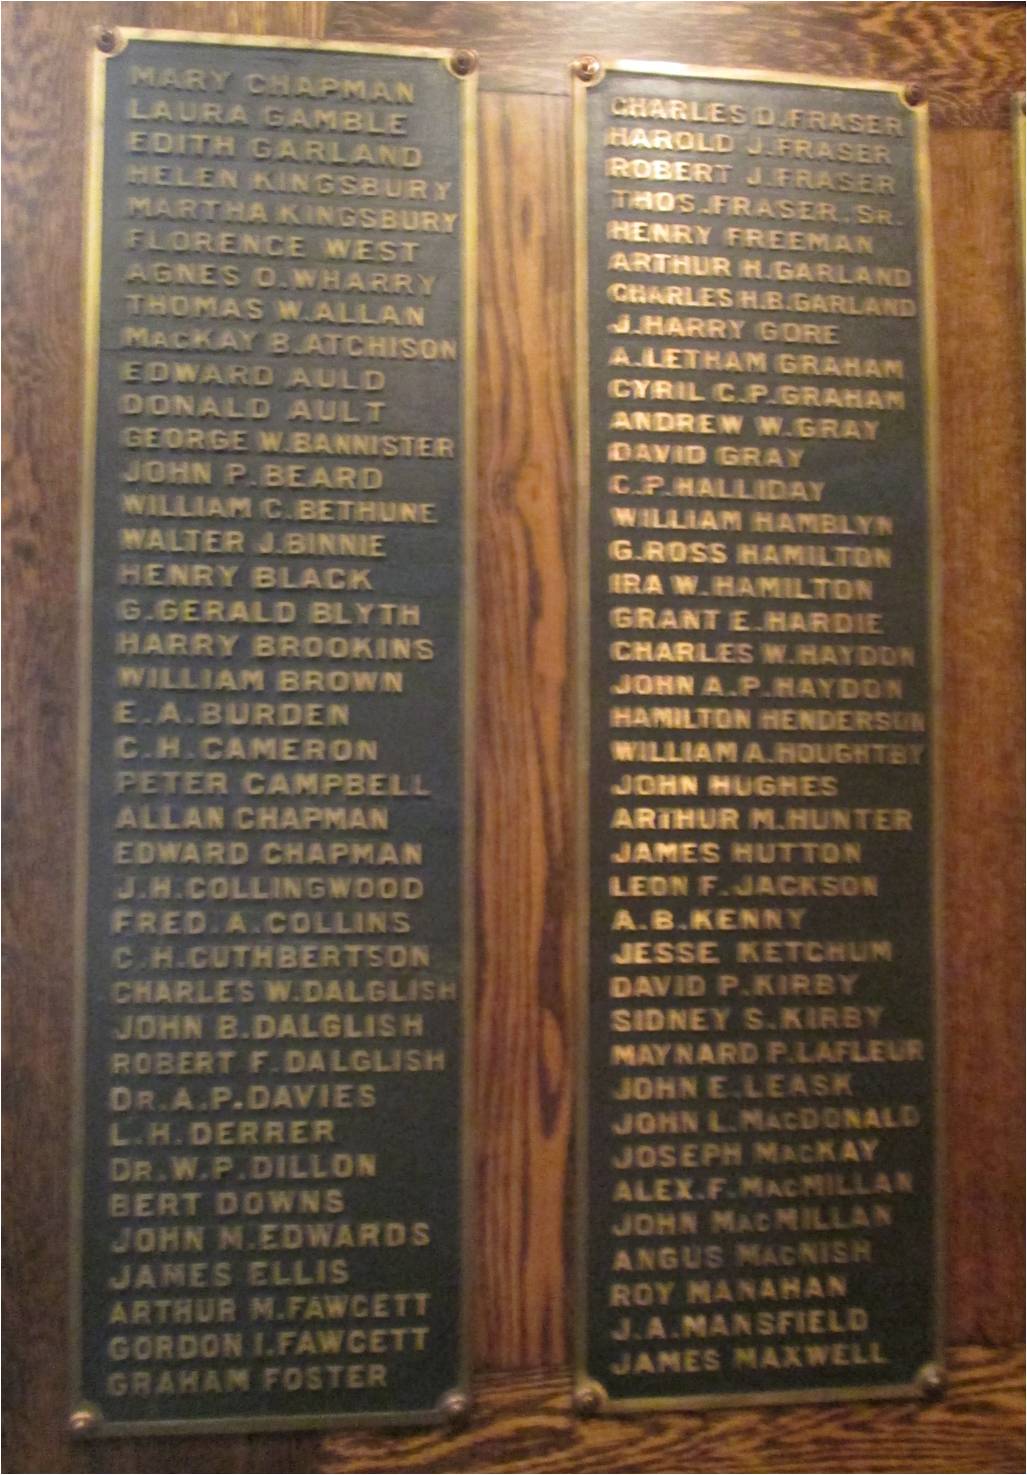 MARY CHAPMAN
LAURA GAMBLE
EDITH GARLAND
HELEN KINGSBURY
MARTHA KINGSBURY
FLORENCE WEST
AGNES O. WHARRY
THOMAS W. ALLAN
MACKAY B. ATCHISON
EDWARD AULD
DONALD AULT
GEORGE W. BANNISTER
JOHN P. BEARD
WILLIAM C. BETHUNE
WALTER J. BINNIE
HENRY BLACK
G. GERALD BLYTH
HARRY BROOKINS
WILLIAM BROWN
E. A. BURDEN
C. H. CAMERON
PETER CAMPBELL
ALLAN CHAPMAN
EDWARD CHAPMAN
J. H. COLLINGWOOD
FRED. A. COLLINS
C. H. CUTHBERTSON
CHARLES W. DALGLISH
JOHN B. DALGLISH
ROBERT F. DALGLISH
DR. A. P. DAVIES
L. H. DERRER
DR. W. P. DILLON
BERT DOWNS
JOHN M. EDWARDS
JAMES ELLIS
ARTHUR M. FAWCETT
GORDON I. FAWCETT
GRAHAM FOSTER
CHARLES D. FRASER
HAROLD J. FRASER
ROBERT J. FRASER
THOS. FRASER. SR.
HENRY FREEMAN
ARTHUR H. GARLAND
CHARLES H. B. GARLAND
J. HARRY GORE
A. LETHAM GRAHAM
CYRIL C. P. GRAHAM
ANDREW W. GRAY
DAVID GRAY
C. P. HALLIDAY
WILLIAM HAMBLYN
G. ROSS HAMILTON
IRA W. HAMILTON
GRANT E. HARDIE
CHARLES W. HAYDON
JOHN A. P. HAYDON
HAMILTON HENDERSON
WILLIAM A. HOUGHTBY
JOHN HUGHES
ARTHUR M. HUNTER
JAMES HUTTON
LEON F. JACKSON
A. B. KENNY
JESSE KETCHUM
DAVID P. KIRBY
SIDNEY S. KIRBY
MAYNARD P. LAFLEUR
JOHN E. LEASK
JOHN L. MACDONALD
JOSEPH MACKAY
ALEX. F. MACMILLAN
JOHN MACMILLAN
ANGUS MACNISH
ROY MANAHAN
J. A. MANSFIELD
JAMES MAXWELL